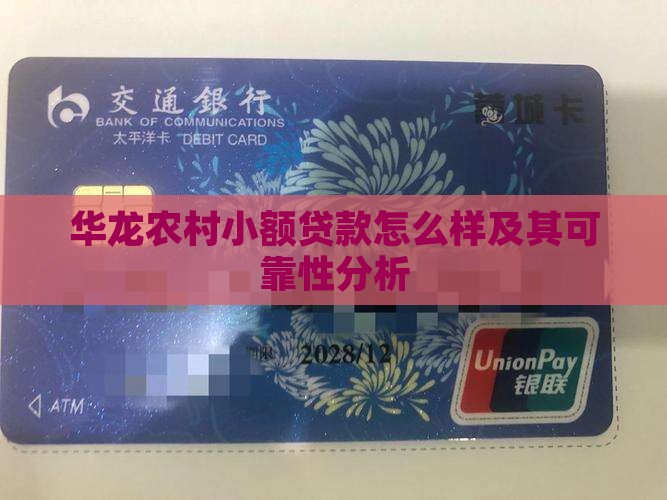 交通銀行
BANK OF COMMUNICATIONS
太平洋卡 DEBIT CARD
华龙农村小额贷款怎么样及其可
靠性分析
2028/12
UnionPay
银联
ATM